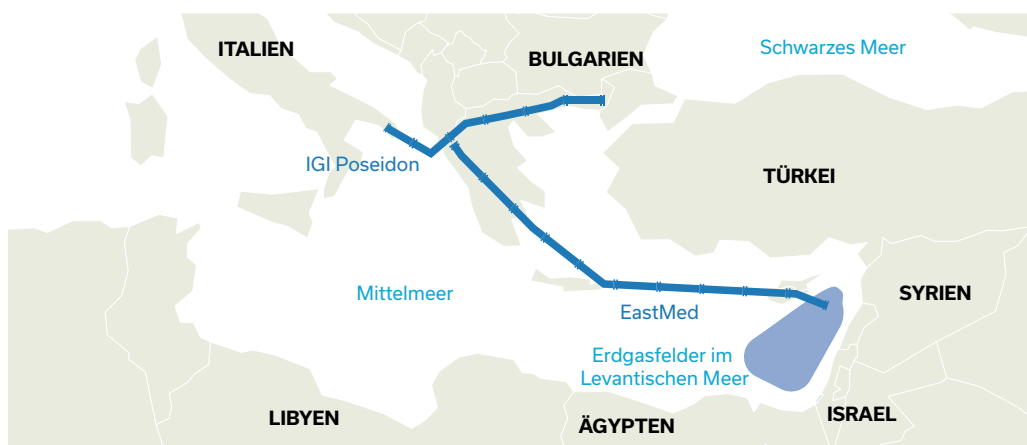 ITALIEN
Schwarzes Meer
BULGARIEN
IGI Poseidon
TÜRKEI
Mittelmeer
SYRIEN
EastMed
Erdgasfelder im
Levantischen Meer
LIBYEN
ÄGYPTEN
ISRAEL